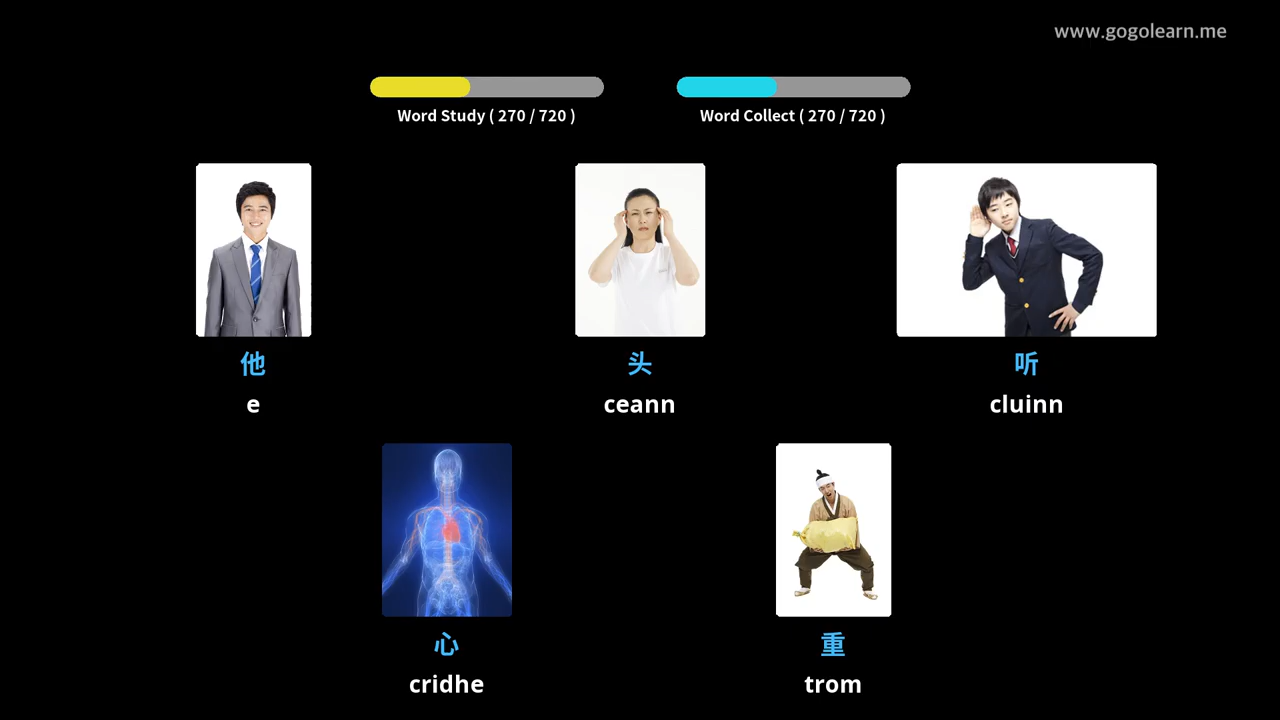 www.gogolearn.me
Word Study ( 270 / 720 )
Word Collect ( 270 / 720 )
他
e
头
ceann
听
cluinn
心
cridhe
重
trom